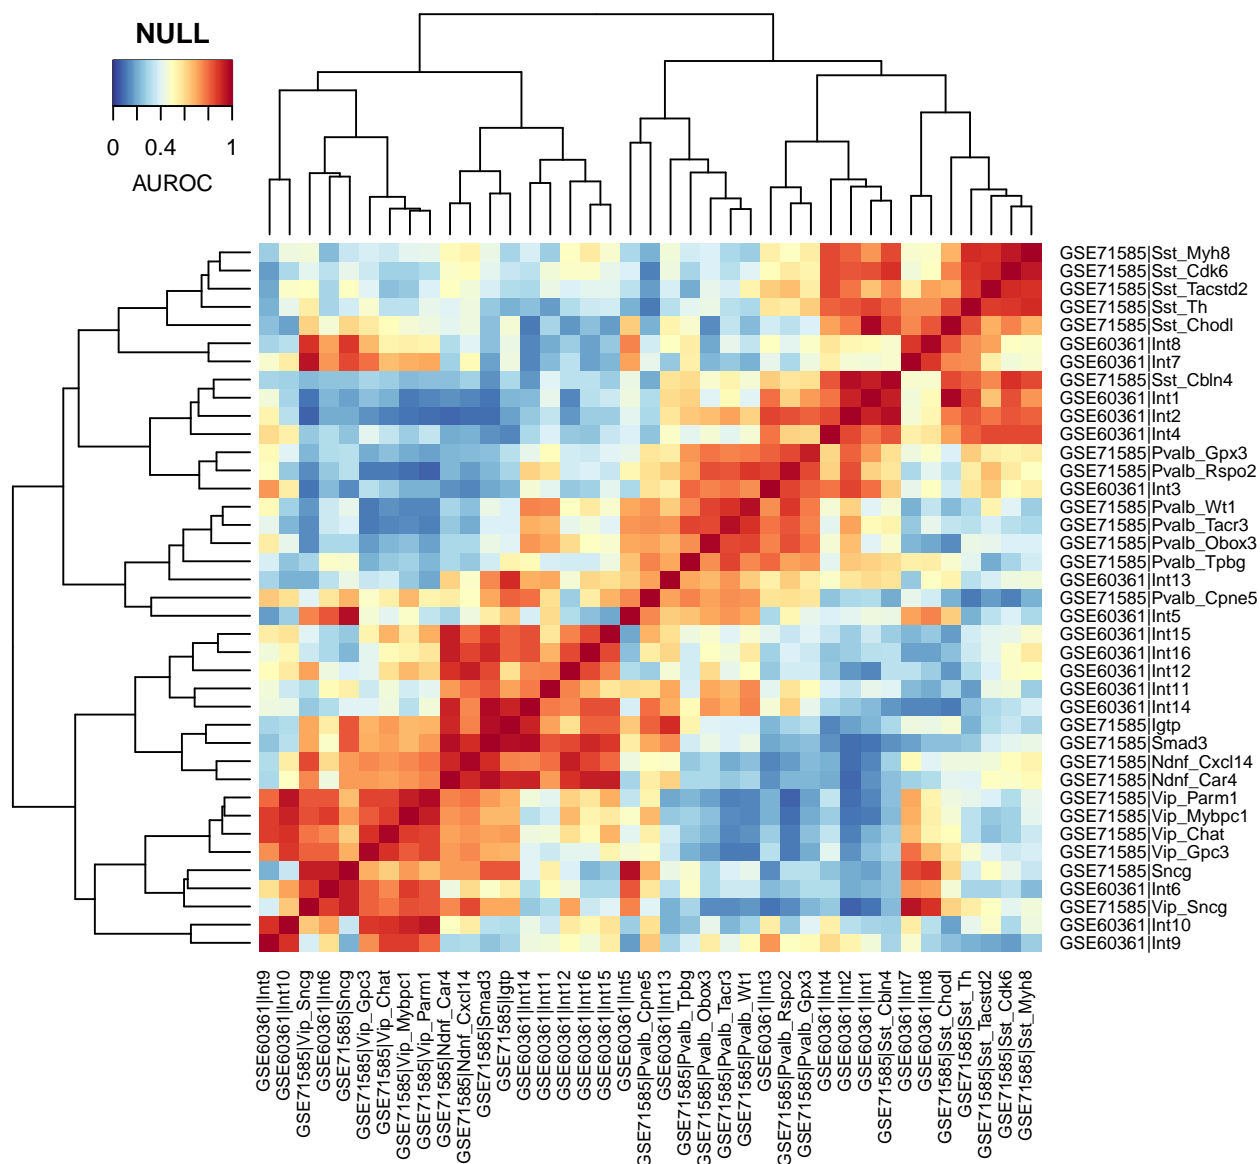 NULL
0 0.4 1
AUROC
GSE71585|Sst_Myh8
GSE71585|Sst_Cdk6
GSE71585|Sst_Tacstd2
GSE71585|Sst_Th
GSE71585|Sst_Chodl
GSE60361|Int8
GSE60361|Int7
GSE71585|Sst_Cbln4
GSE60361|Int1
GSE60361|Int2
GSE60361|Int4
GSE71585|Pvalb_Gpx3
GSE71585|Pvalb_Rspo2
GSE60361|Int3
GSE71585|Pvalb_Wt1
GSE71585|Pvalb_Tacr3
GSE71585|Pvalb_Obox3
GSE71585|Pvalb_Tpbg
GSE60361|Int13
GSE71585|Pvalb_Cpne5
GSE60361|Int5
GSE60361|Int15
GSE60361|Int16
GSE60361|Int12
GSE60361|Int11
GSE60361|Int14
GSE71585|Igtp
GSE71585|Smad3
GSE71585|Ndnf_Cxcl14
GSE71585|Ndnf_Car4
GSE71585|Vip_Parm1
GSE71585|Vip_Mybpc1
GSE71585|Vip_Chat
GSE71585|Vip_Gpc3
GSE71585|Sncg
GSE60361|Int6
GSE71585|Vip_Sncg
GSE60361|Int10
GSE60361|Int9
GSE60361|Int9
GSE60361|Int10
GSE71585|Vip_Sncg
GSE60361|Int6
GSE71585|Sncg
GSE71585|Vip_Gpc3
GSE71585|Vip_Chat
GSE71585|Vip_Mybpc1
GSE71585|Vip_Parm1
GSE71585|Ndnf_Car4
GSE71585|Ndnf_Cxcl14
GSE71585|Smad3
GSE71585|Igtp
GSE60361|Int14
GSE60361|Int11
GSE60361|Int12
GSE60361|Int16
GSE60361|Int15
GSE60361|Int5
GSE71585|Pvalb_Cpne5
GSE60361|Int13
GSE71585|Pvalb_Tpbg
GSE71585|Pvalb_Obox3
GSE71585|Pvalb_Tacr3
GSE71585|Pvalb_Wt1
GSE60361|Int3
GSE71585|Pvalb_Rspo2
GSE71585|Pvalb_Gpx3
GSE60361|Int4
GSE60361|Int2
GSE60361|Int1
GSE71585|Sst_Cbln4
GSE60361|Int7
GSE60361|Int8
GSE71585|Sst_Chodl
GSE71585|Sst_Th
GSE71585|Sst_Tacstd2
GSE71585|Sst_Cdk6
GSE71585|Sst_Myh8